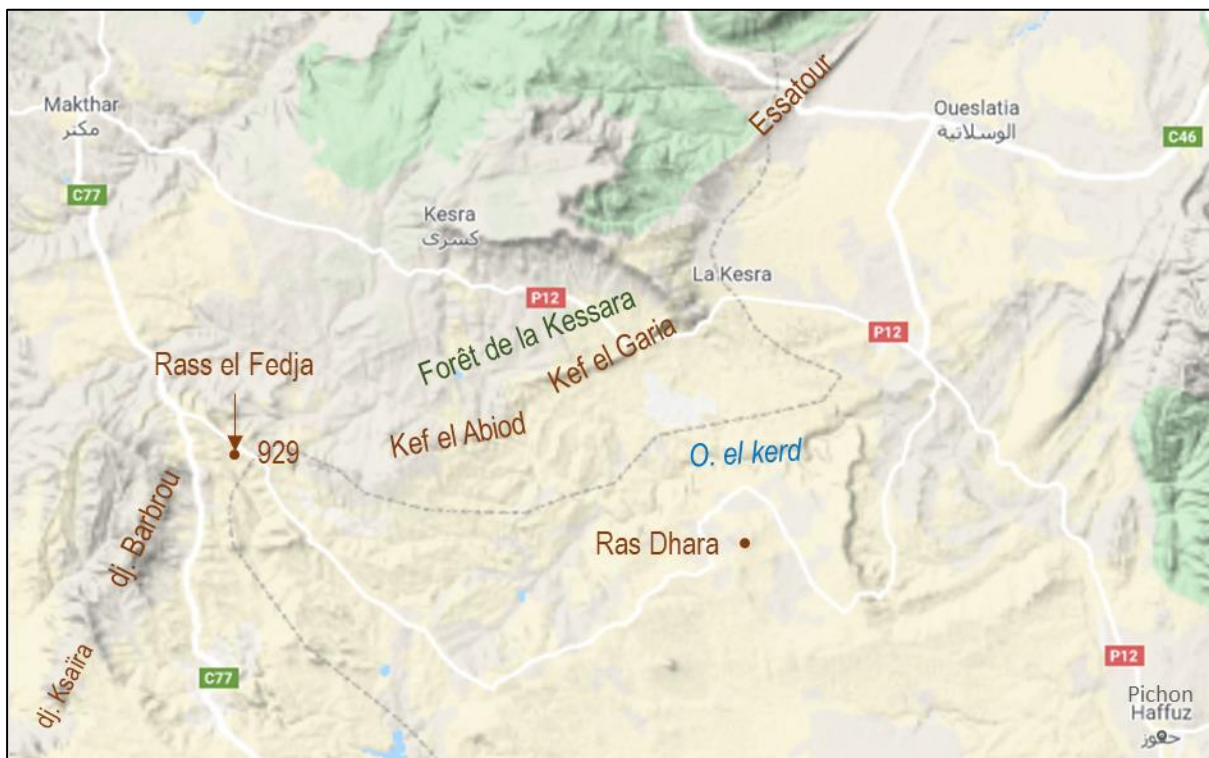 Essatour
Makthar
مكثر
Oueslatia
الوسلاتية
C46
C77
Kesra
كسرى
La Kesra
P12
Forêt de la Kessara
P12
Kef el Garia
Rass el Fedja
Kef el Abiod
929
O. el kerd
dj. Barbrou
Ras Dhara
dj. Ksaïra
C77
P12
Pichon
Haffuz
حفوز